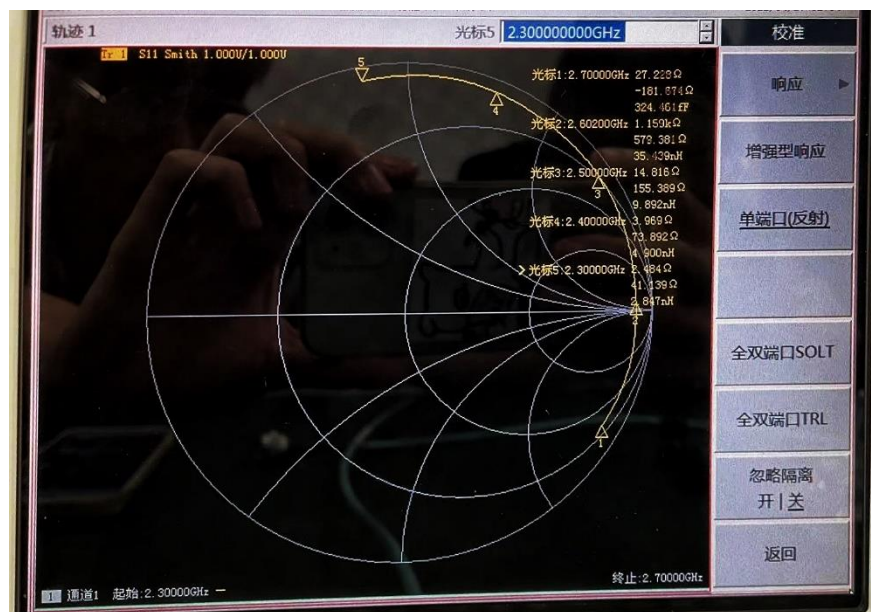 轨迹 1
光标5 2.300000000GHz
校准
Tr 1 S11 Smith 1.000U/1.000U
5
光标1:2.70000GHz 27.228Ω
-181.674Ω
324.461fF
光标2:2.60200GHz 1.159kΩ
579.381Ω
35.439nH
光标3:2.50000GHz 14.816Ω
155.389Ω
9.892nH
光标4:2.40000GHz 3.969Ω
73.892Ω
4.900nH
>光标5:2.30000GHz 2.484Ω
41.139Ω
2.847nH
4
3
2
1
响应
增强型响应
单端口(反射)
全双端口SOLT
全双端口TRL
忽略隔离
开|关
返回
1 通道1 起始:2.30000GHz
终止:2.70000GHz